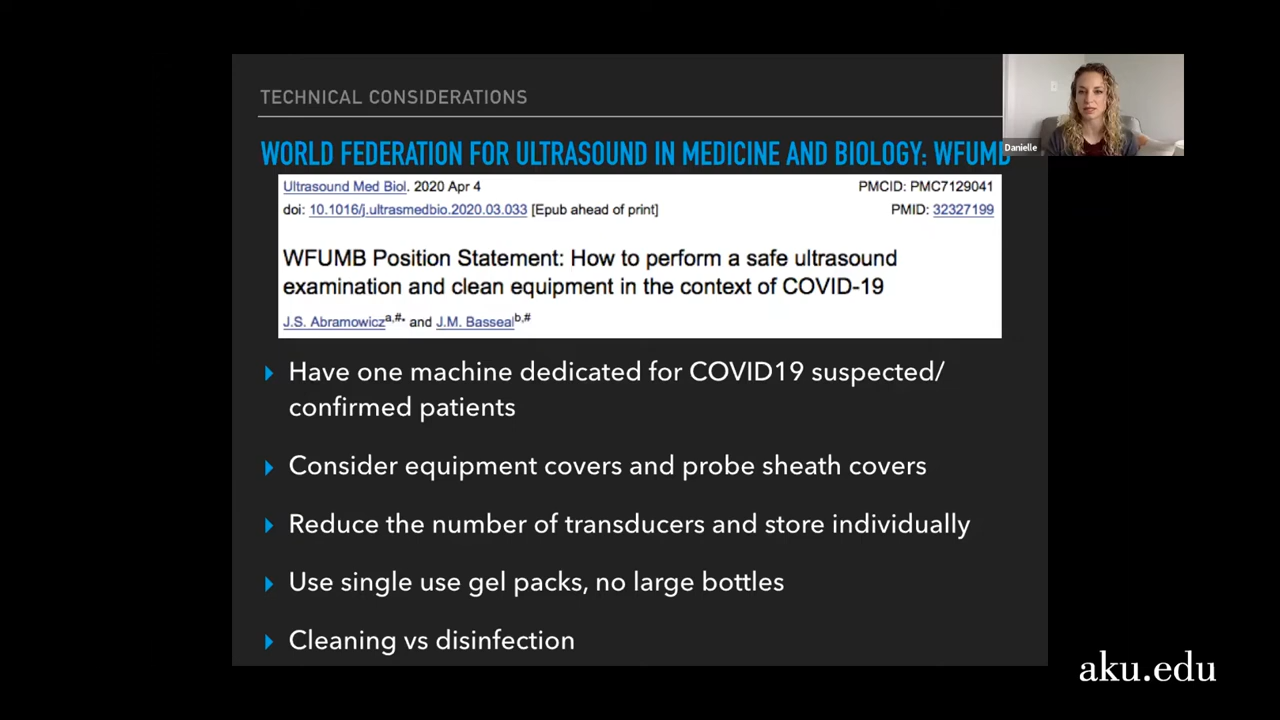 TECHNICAL CONSIDERATIONS
Danielle
WORLD FEDERATION FOR ULTRASOUND IN MEDICINE AND BIOLOGY: WFUMB
Ultrasound Med Biol. 2020 Apr 4
PMCID: PMC7129041
doi: 10.1016/j.ultrasmedbio.2020.03.033 [Epub ahead of print]
PMID: 32327199
WFUMB Position Statement: How to perform a safe ultrasound
examination and clean equipment in the context of COVID-19
J.S. Abramowicz a,#,* and J.M. Basseal b,#
Have one machine dedicated for COVID19 suspected/
confirmed patients
Consider equipment covers and probe sheath covers
Reduce the number of transducers and store individually
Use single use gel packs, no large bottles
Cleaning vs disinfection
aku.edu